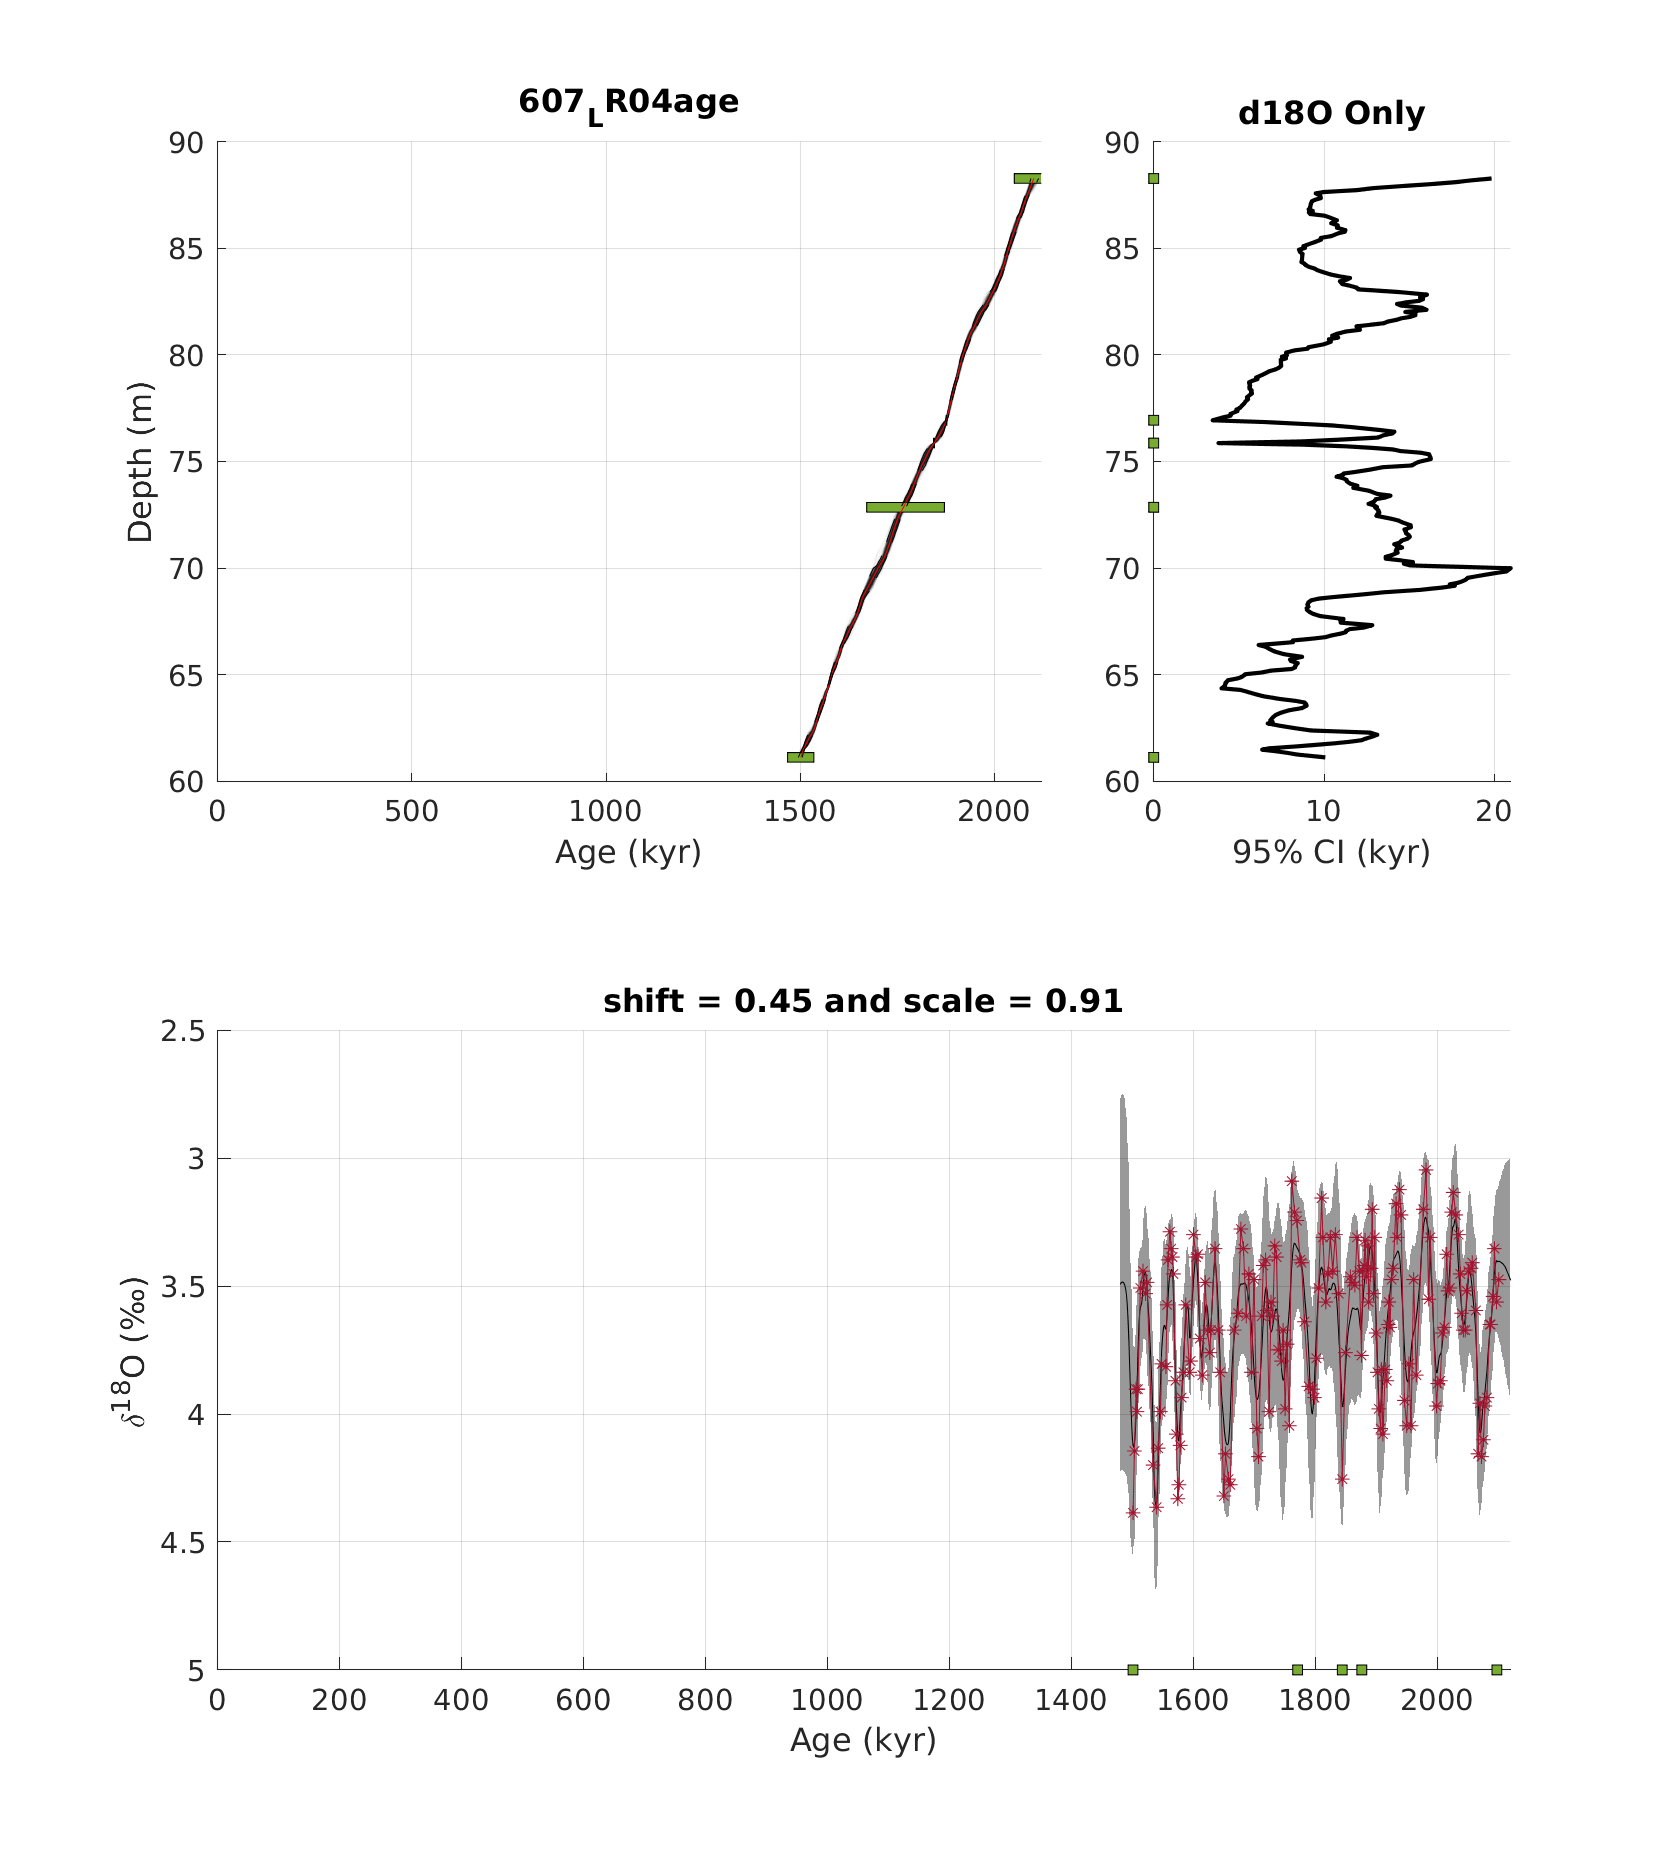 607_LR04age
90
85
80
75
70
65
60
Depth (m)
0 500 1000 1500 2000
Age (kyr)
d18O Only
90
85
80
75
70
65
60
0 10 20
95% CI (kyr)
shift = 0.45 and scale = 0.91
2.5
3
3.5
4
4.5
5
δ¹⁸O (‰)
0 200 400 600 800 1000 1200 1400 1600 1800 2000
Age (kyr)